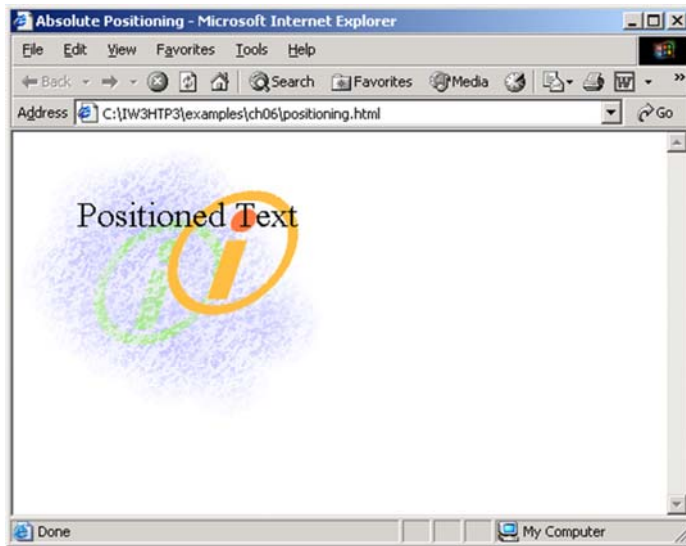 Absolute Positioning - Microsoft Internet Explorer
File Edit View Favorites Tools Help
Back Search Favorites Media W »
Address C:\IW3HTP3\examples\ch06\positioning.html Go
Positioned Text
i i
Done My Computer